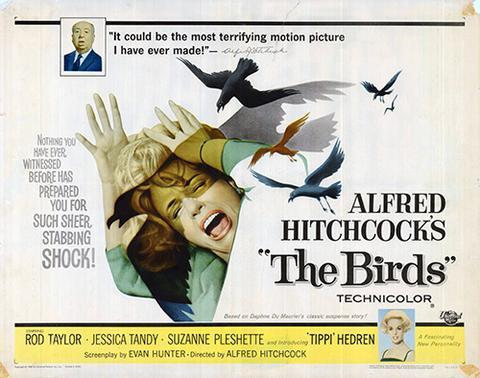 "It could be the most terrifying motion picture
I have ever made!"— Alfred Hitchcock
NOTHING YOU
HAVE EVER
WITNESSED
BEFORE HAS
PREPARED
YOU FOR
SUCH SHEER
STABBING
SHOCK!
ALFRED
HITCHCOCK'S
"The Birds"
TECHNICOLOR®
Based on Daphne Du Maurier's classic suspense story!
STARRING
ROD TAYLOR · JESSICA TANDY · SUZANNE PLESHETTE and introducing 'TIPPI' HEDREN
Screenplay by EVAN HUNTER · Directed by ALFRED HITCHCOCK
A Fascinating
New Personality